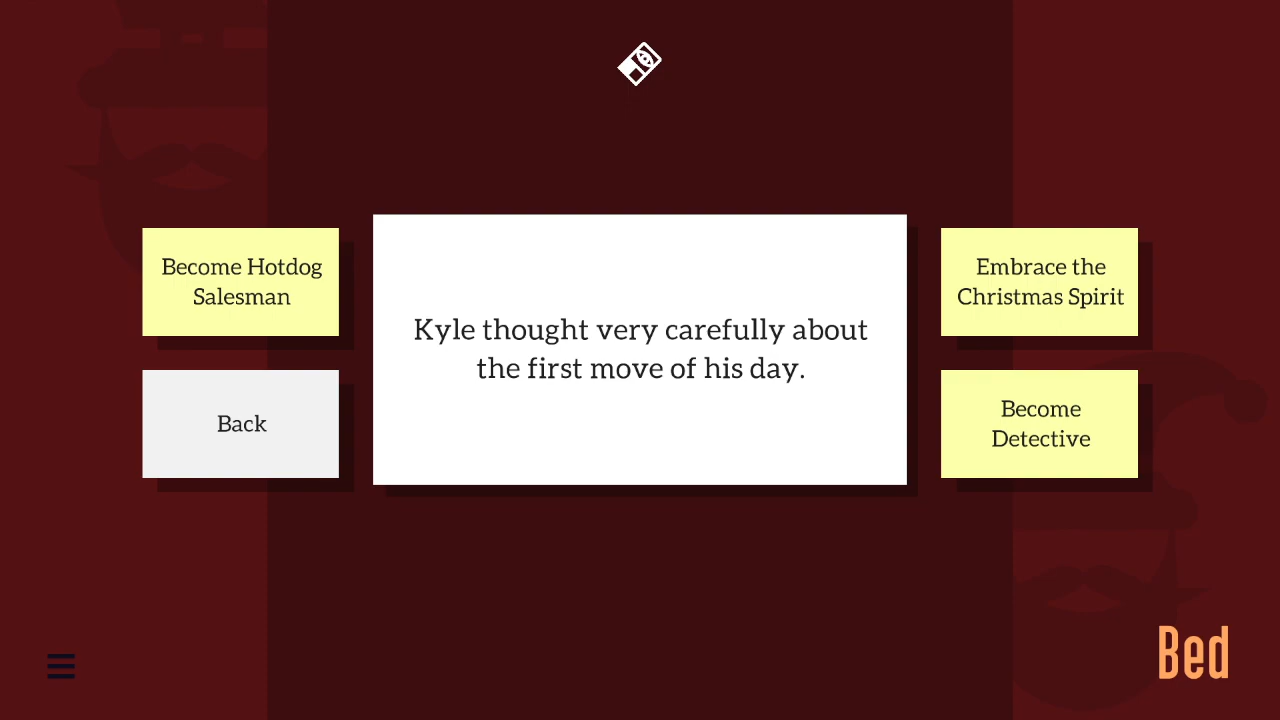 Become Hotdog
Salesman
Back
Kyle thought very carefully about
the first move of his day.
Embrace the
Christmas Spirit
Become
Detective
Bed